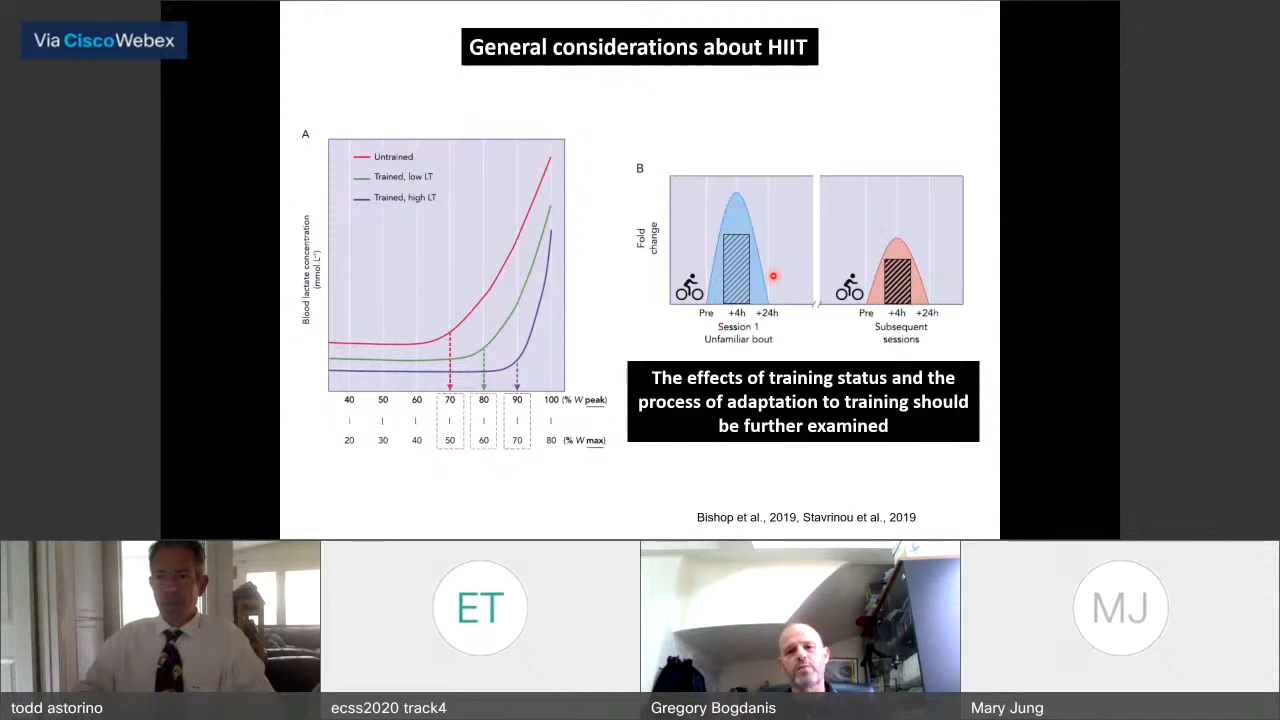 Via CiscoWebex
General considerations about HIIT
A
Untrained
Trained, low LT
Trained, high LT
Blood lactate concentration
(mmol.L⁻¹)
40 50 60 70 80 90 100 (% W peak)
20 30 40 50 60 70 80 (% W max)
B
Fold
change
Pre +4h +24h
Session 1
Unfamiliar bout
Pre +4h +24h
Subsequent
sessions
The effects of training status and the
process of adaptation to training should
be further examined
Bishop et al., 2019, Stavrinou et al., 2019
ET
MJ
todd astorino
ecss2020 track4
Gregory Bogdanis
Mary Jung